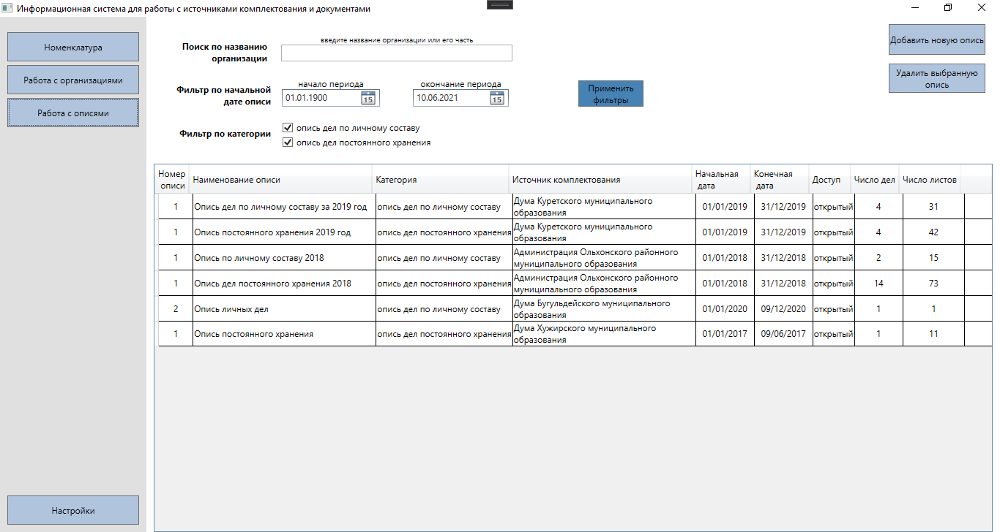 Информационная система для работы с источниками комплектования и документами
Номенклатура
Работа с организациями
Работа с описями
Настройки
введите название организации или его часть
Поиск по названию
организации
Фильтр по начальной
дате описи
начало периода
01.01.1900
15
окончание периода
10.06.2021
15
Применить
фильтры
Фильтр по категории
опись дел по личному составу
опись дел постоянного хранения
Добавить новую опись
Удалить выбранную
опись
Номер
описи
Наименование описи
Категория
Источник комплектования
Начальная
дата
Конечная
дата
Доступ
Число дел
Число листов
1
Опись дел по личному составу за 2019 год
опись дел по личному составу
Дума Куретского муниципального
образования
01/01/2019
31/12/2019
открытый
4
31
1
Опись постоянного хранения 2019 год
опись дел постоянного хранения
Дума Куретского муниципального
образования
01/01/2019
31/12/2019
открытый
4
42
1
Опись по личному составу 2018
опись дел по личному составу
Администрация Ольхонского районного
муниципального образования
01/01/2018
31/12/2018
открытый
2
15
1
Опись дел постоянного хранения 2018
опись дел постоянного хранения
Администрация Ольхонского районного
муниципального образования
01/01/2018
31/12/2018
открытый
14
73
2
Опись личных дел
опись дел по личному составу
Дума Бугульдейского муниципального
образования
01/01/2020
09/12/2020
открытый
1
1
1
Опись постоянного хранения
опись дел постоянного хранения
Дума Хужирского муниципального
образования
01/01/2017
09/06/2017
открытый
1
11